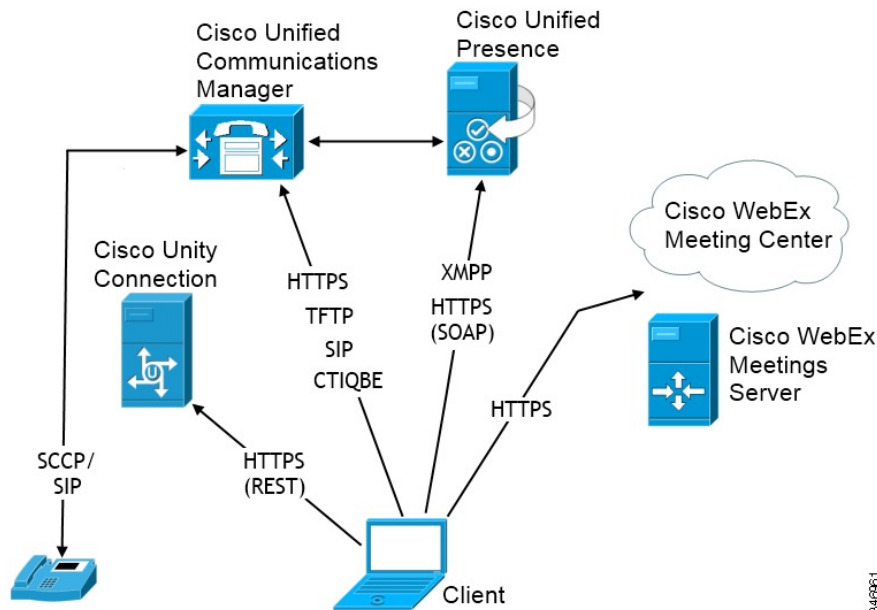 Cisco Unified
Communications
Manager
Cisco Unified
Presence
Cisco WebEx
Meeting Center
Cisco Unity
Connection
HTTPS
TFTP
SIP
CTIQBE
XMPP
HTTPS
(SOAP)
Cisco WebEx
Meetings
Server
HTTPS
SCCP/
SIP
HTTPS
(REST)
U
Client
346961